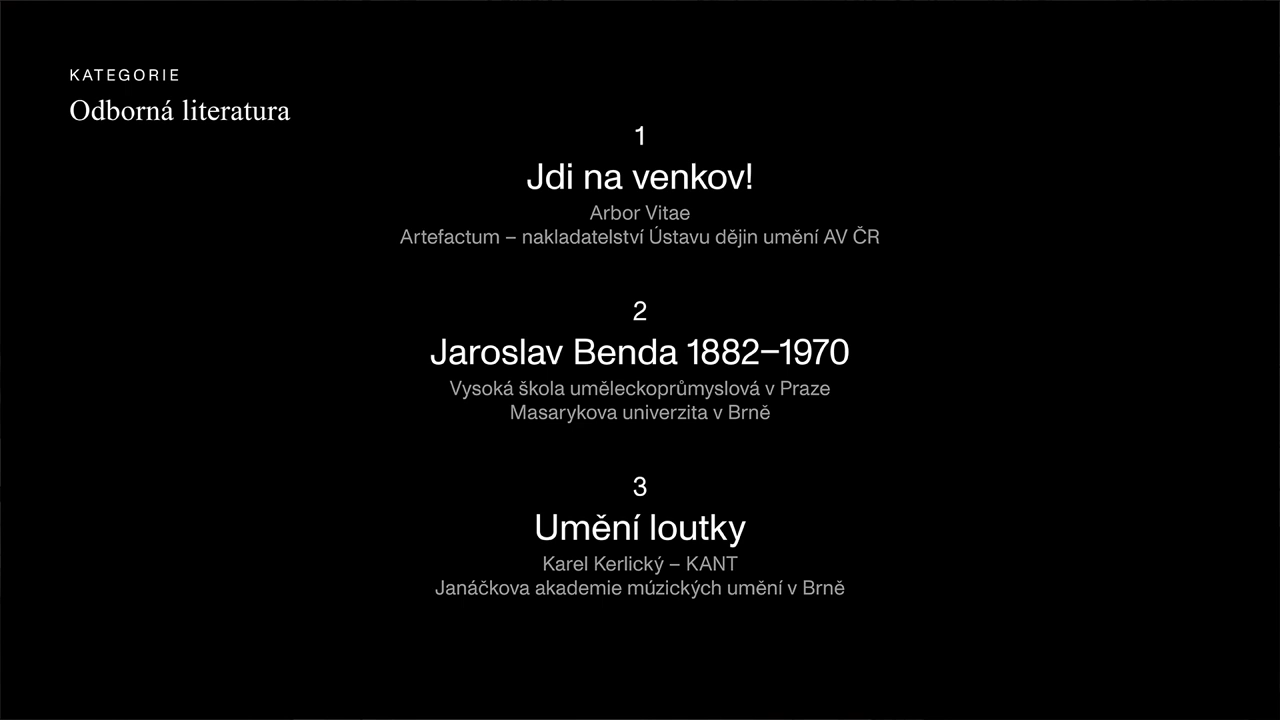 KATEGORIE
Odborná literatura
1
Jdi na venkov!
Arbor Vitae
Artefactum – nakladatelství Ústavu dějin umění AV ČR
2
Jaroslav Benda 1882–1970
Vysoká škola uměleckoprůmyslová v Praze
Masarykova univerzita v Brně
3
Umění loutky
Karel Kerlický – KANT
Janáčkova akademie múzických umění v Brně